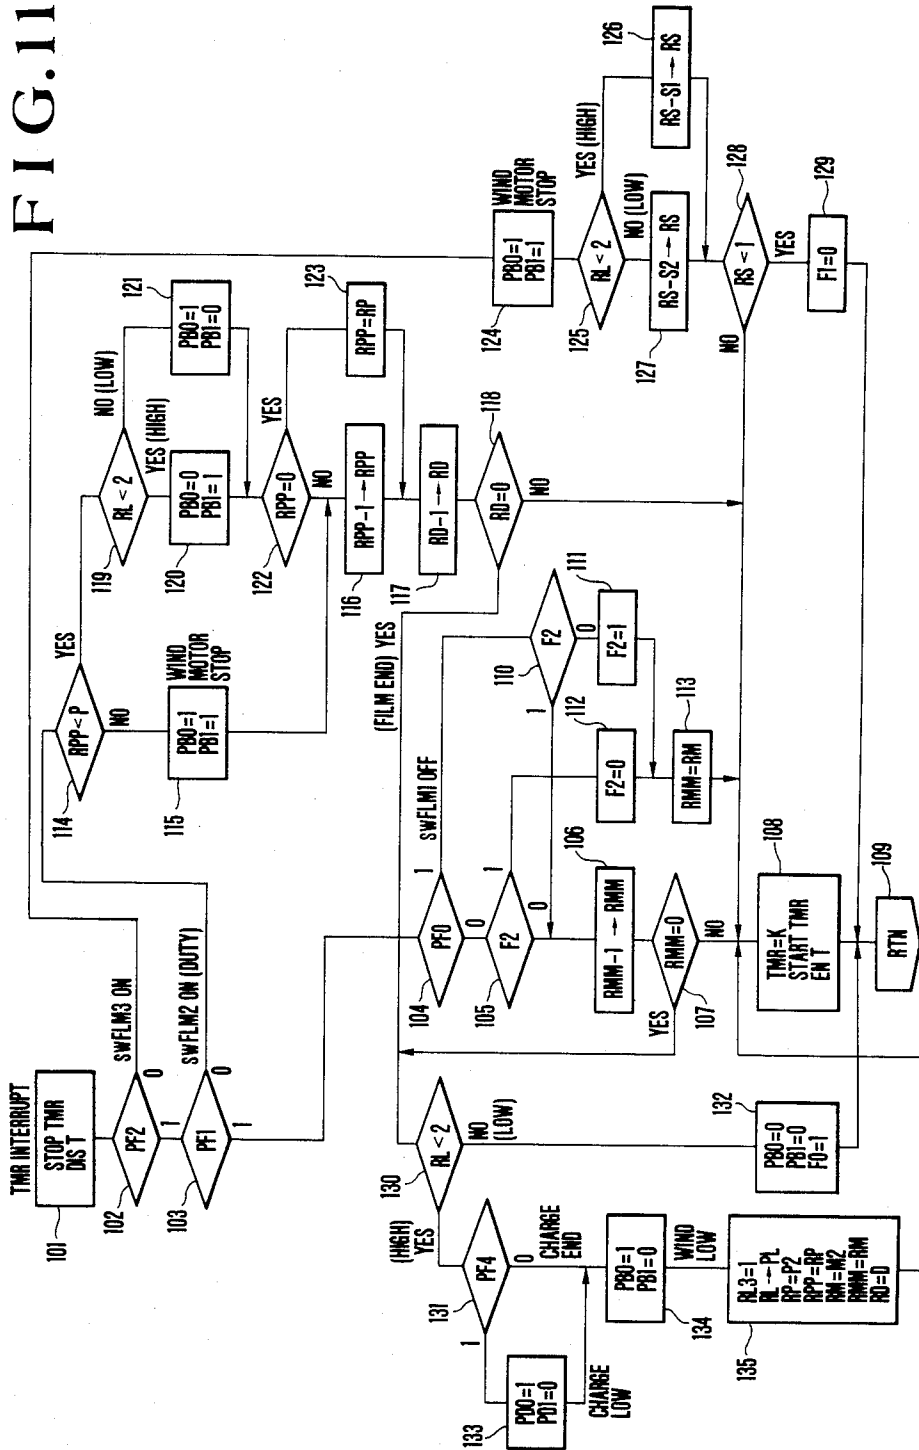 FIG.11
TMR INTERRUPT
101
STOP TMR
DIS T
102
PF2
SWFLM3 ON
0
1
103
PF1
SWFLM2 ON (DUTY)
0
1
114
RPP < P
YES
NO
115
PB0=1
PB1=1
WIND
MOTOR
STOP
119
RL < 2
NO (LOW)
YES (HIGH)
120
PB0=0
PB1=1
121
PB0=1
PB1=0
122
RPP=0
YES
NO
123
RPP=RP
116
RPP-1 → RPP
117
RD-1 → RD
118
RD=0
NO
(FILM END) YES
124
PB0=1
PB1=1
WIND
MOTOR
STOP
125
RL < 2
YES (HIGH)
NO (LOW)
126
RS-S1 → RS
127
RS-S2 → RS
128
RS < 1
NO
YES
129
F1=0
104
PF0
1
SWFLM1 OFF
0
105
F2
1
0
110
F2
1
0
111
F2=1
112
F2=0
113
RMM=RM
106
RMM-1 → RMM
107
RMM=0
YES
NO
108
TMR=K
START TMR
EN T
109
RTN
130
RL < 2
(HIGH)
YES
NO
(LOW)
132
PB0=0
PB1=0
F0=1
131
PF4
1
0
CHARGE
END
133
PD0=1
PD1=0
CHARGE
LOW
134
PB0=1
PB1=0
WIND
LOW
135
RL3=1
RL → PL
RP=P2
RPP=RP
RM=M2
RMM=RM
RD=D